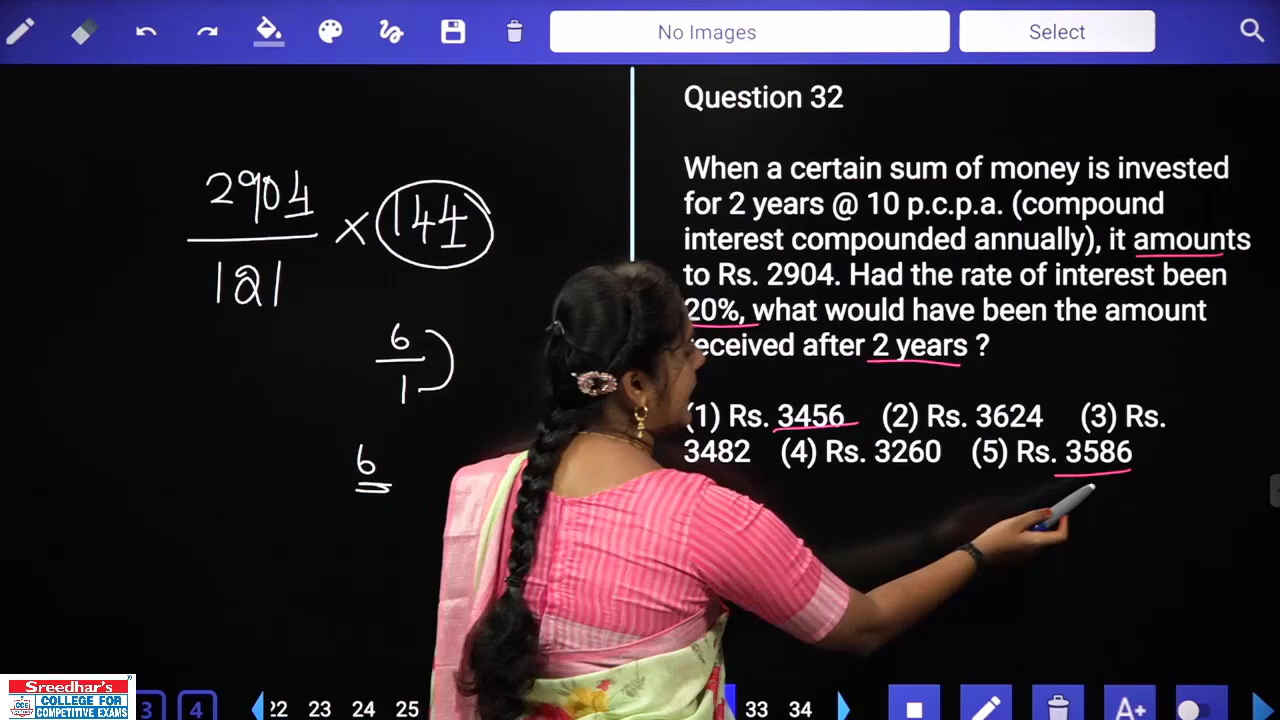 No Images
Select
Question 32
When a certain sum of money is invested
for 2 years @ 10 p.c.p.a. (compound
interest compounded annually), it amounts
to Rs. 2904. Had the rate of interest been
20%, what would have been the amount
received after 2 years ?
(1) Rs. 3456 (2) Rs. 3624 (3) Rs.
3482 (4) Rs. 3260 (5) Rs. 3586
2904
121
× 144
6
1
6
Sreedhar's
CCE
COLLEGE FOR
COMPETITIVE EXAMS
3 4 22 23 24 25 33 34
A+